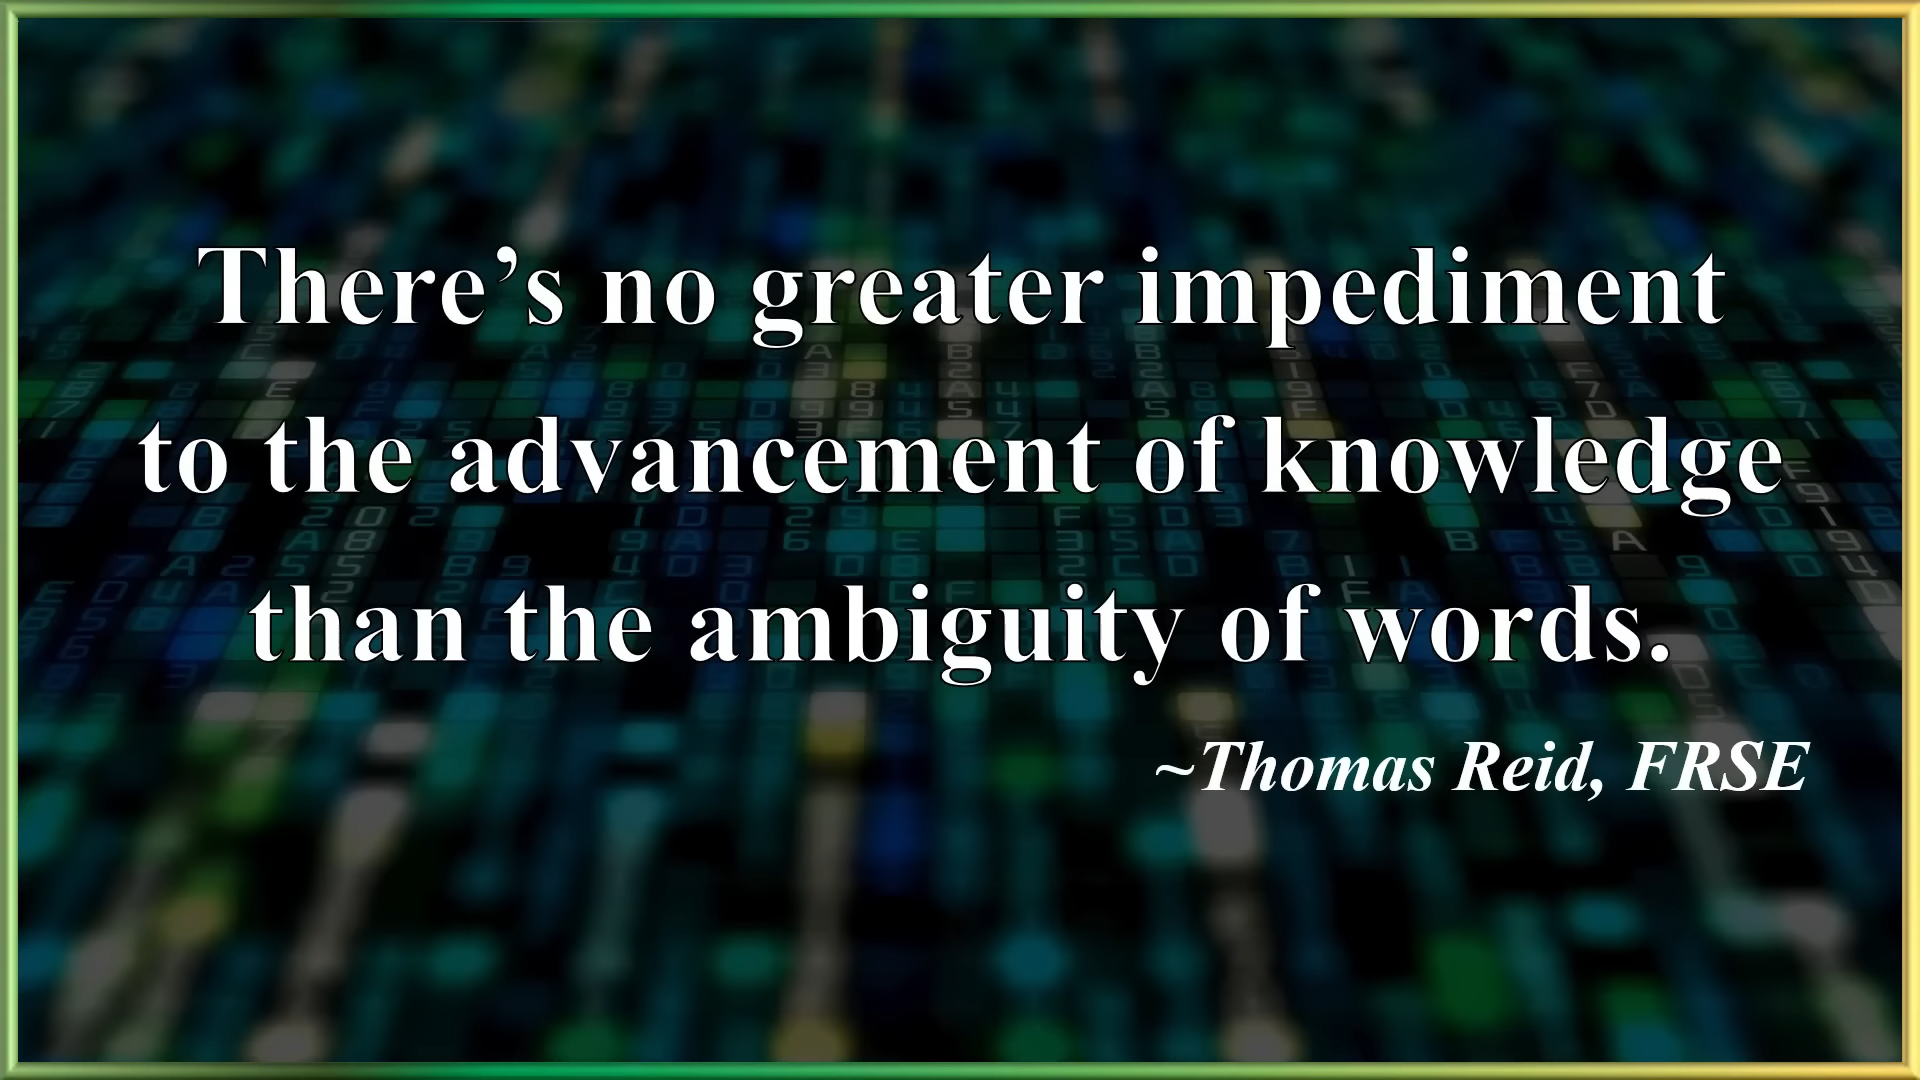 There’s no greater impediment
to the advancement of knowledge
than the ambiguity of words.
~Thomas Reid, FRSE